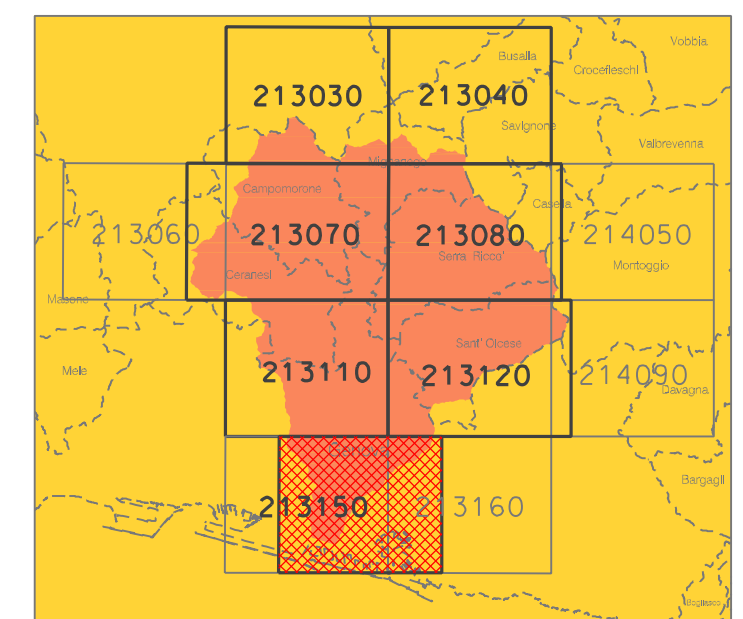 Vobbia
Busalla
Crocefieschi
213030
213040
Savignone
Valbrevenna
Mignanego
Campomorone
Casella
213060
213070
213080
214050
Serra Ricco'
Montoggio
Ceranesi
Masone
Sant' Olcese
Mele
213110
213120
214090
Davagna
Genova
Bargagli
213150
213160
Bogliasco